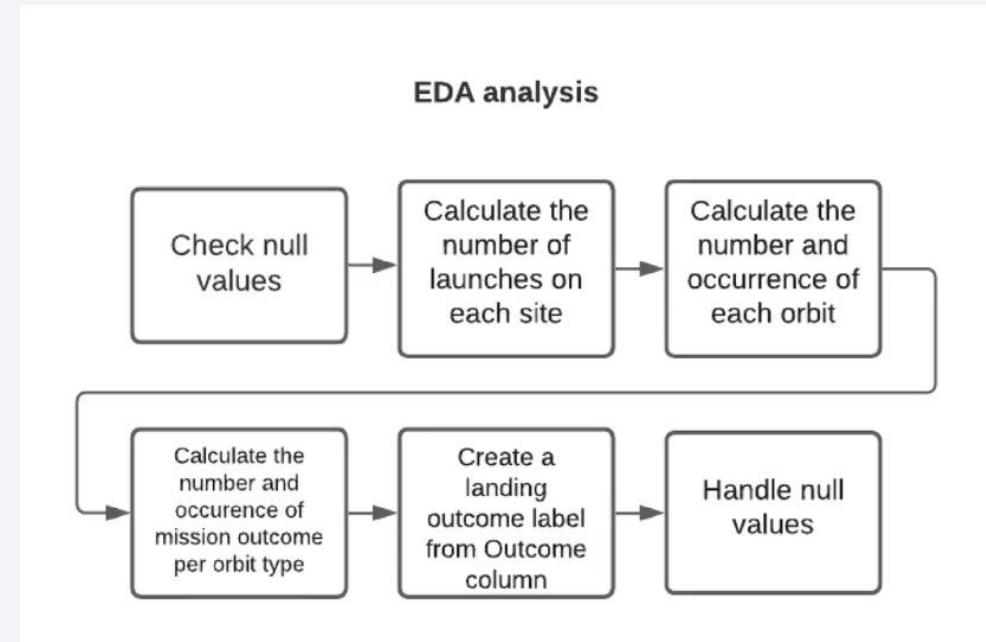 EDA analysis
Check null
values
Calculate the
number of
launches on
each site
Calculate the
number and
occurrence of
each orbit
Calculate the
number and
occurence of
mission outcome
per orbit type
Create a
landing
outcome label
from Outcome
column
Handle null
values